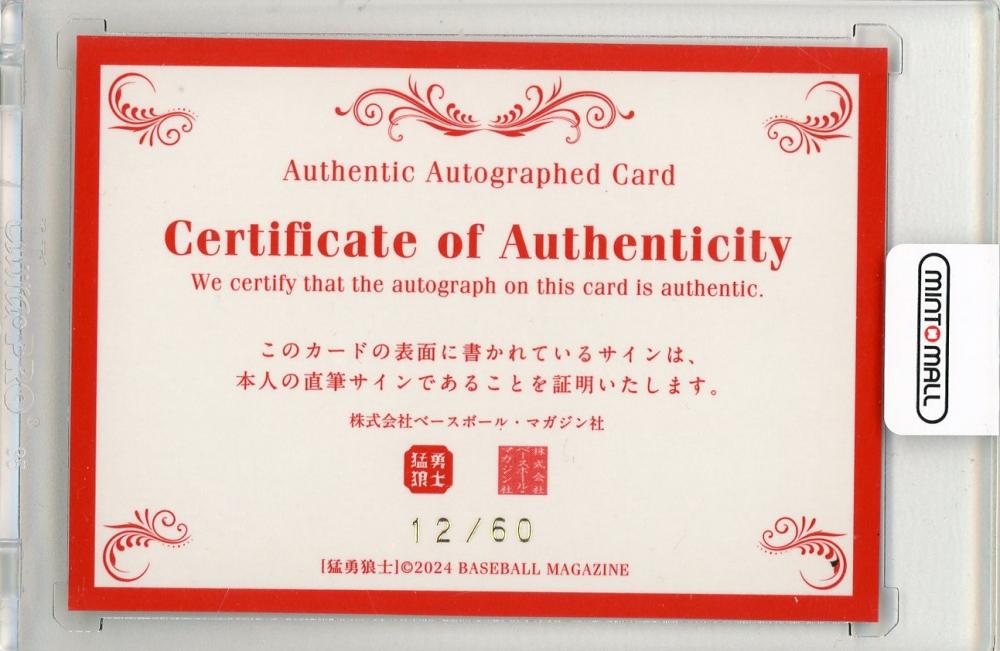 Authentic Autographed Card
Certificate of Authenticity
We certify that the autograph on this card is authentic.
このカードの表面に書かれているサインは、
本人の直筆サインであることを証明いたします。
株式会社ベースボール・マガジン社
猛勇狼士
株式会社ベースボール・マガジン社
12/60
[猛勇狼士]©2024 BASEBALL MAGAZINE
MINT MALL